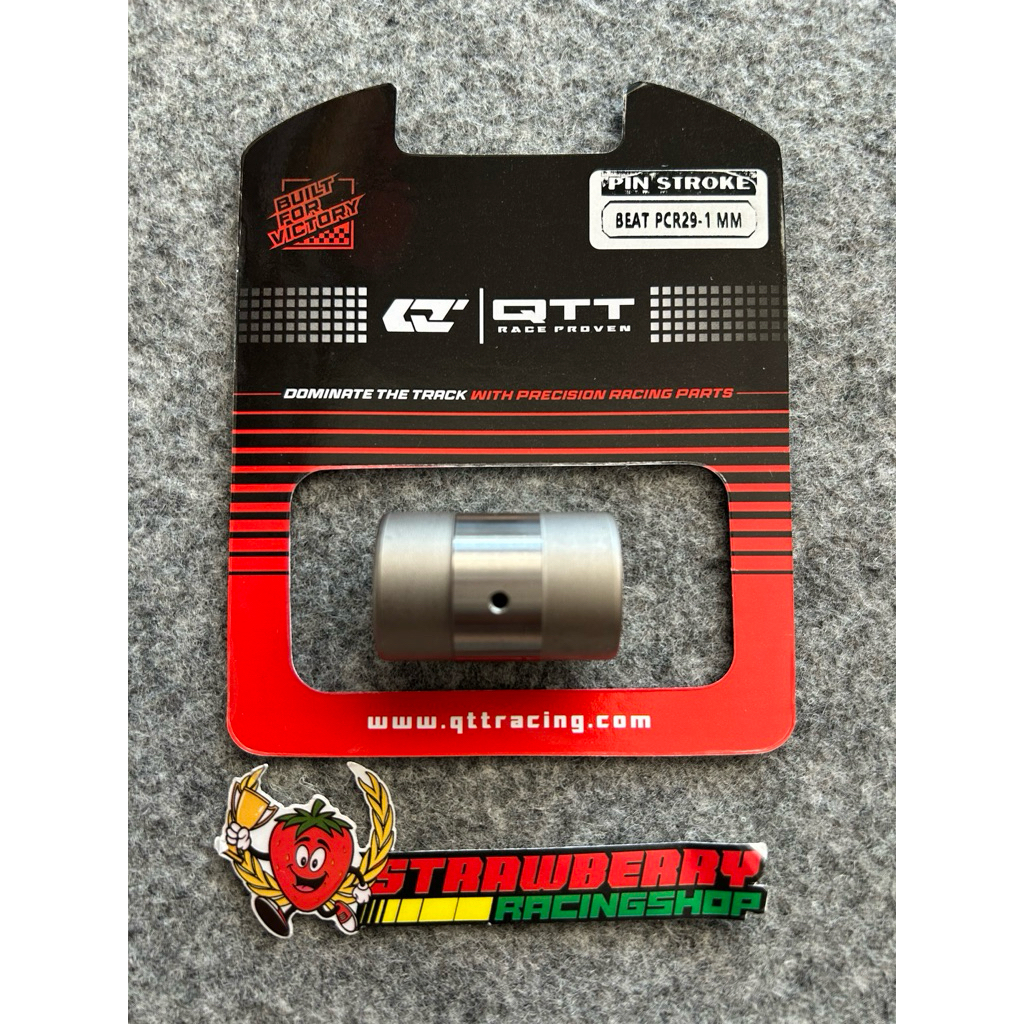 BUILT
FOR
VICTORY
PIN STROKE
BEAT PCR29-1 MM
QTT
RACE PROVEN
DOMINATE THE TRACK WITH PRECISION RACING PARTS
www.qttracing.com
STRAWBERRY
RACINGSHOP